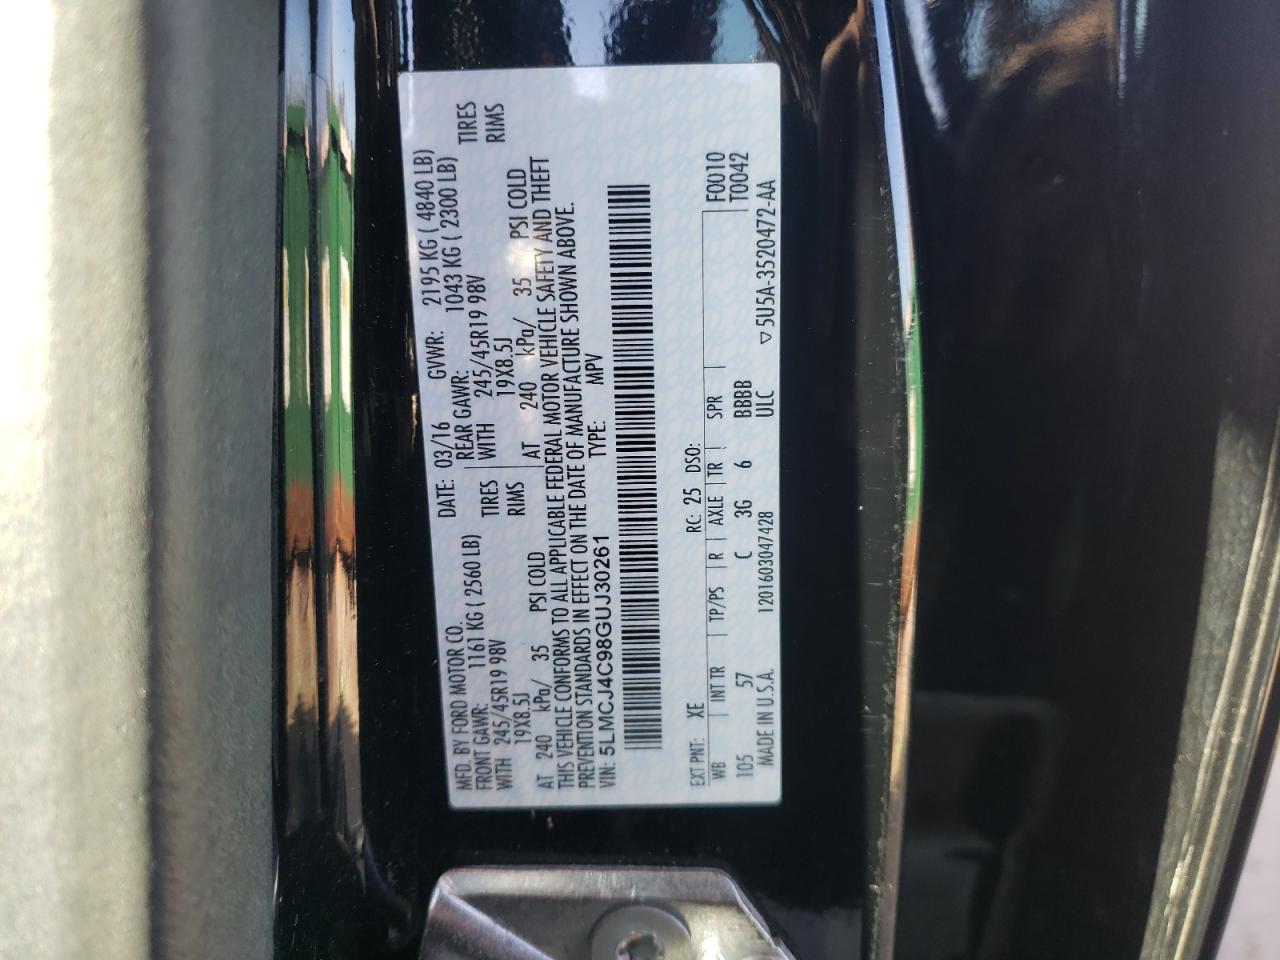 MFD. BY FORD MOTOR CO. DATE: 03/16 GVWR: 2195 KG ( 4840 LB)
FRONT GAWR: 1161 KG ( 2560 LB) REAR GAWR: 1043 KG ( 2300 LB)
WITH 245/45R19 98V TIRES WITH 245/45R19 98V TIRES
19X8.5J RIMS 19X8.5J RIMS
AT 240 kPa/ 35 PSI COLD AT 240 kPa/ 35 PSI COLD
THIS VEHICLE CONFORMS TO ALL APPLICABLE FEDERAL MOTOR VEHICLE SAFETY AND THEFT
PREVENTION STANDARDS IN EFFECT ON THE DATE OF MANUFACTURE SHOWN ABOVE.
VIN: 5LMCJ4C98GUJ30261 TYPE: MPV
EXT PNT: XE RC: 25 DSO: F0010
WB INT TR TP/PS R AXLE TR SPR T0042
105 57 C 3G 6 BBBB
MADE IN U.S.A. 120160304​7428 ULC ▽5U5A-3520472-AA